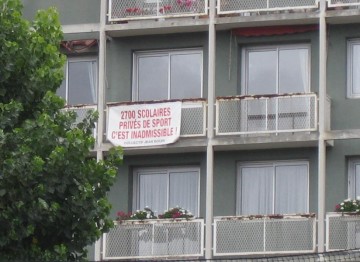 2700 SCOLAIRES
PRIVÉS DE SPORT
C'EST INADMISSIBLE !